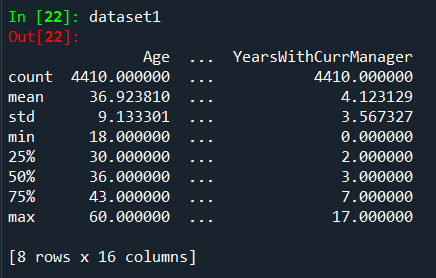 In [22]: dataset1
Out[22]:
Age ... YearsWithCurrManager
count 4410.000000 ... 4410.000000
mean 36.923810 ... 4.123129
std 9.133301 ... 3.567327
min 18.000000 ... 0.000000
25% 30.000000 ... 2.000000
50% 36.000000 ... 3.000000
75% 43.000000 ... 7.000000
max 60.000000 ... 17.000000
[8 rows x 16 columns]